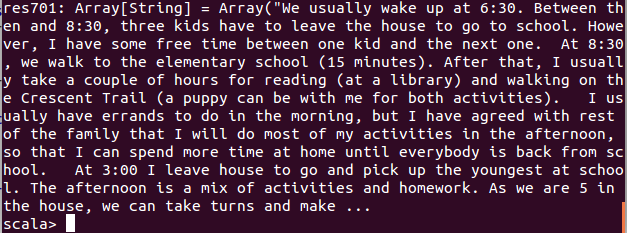 res701: Array[String] = Array("We usually wake up at 6:30. Between th
en and 8:30, three kids have to leave the house to go to school. Howe
ver, I have some free time between one kid and the next one.  At 8:30
, we walk to the elementary school (15 minutes). After that, I usuall
y take a couple of hours for reading (at a library) and walking on th
e Crescent Trail (a puppy can be with me for both activities).   I us
ually have errands to do in the morning, but I have agreed with rest 
of the family that I will do most of my activities in the afternoon, 
so that I can spend more time at home until everybody is back from sc
hool.   At 3:00 I leave house to go and pick up the youngest at schoo
l. The afternoon is a mix of activities and homework. As we are 5 in 
the house, we can take turns and make ...
scala>